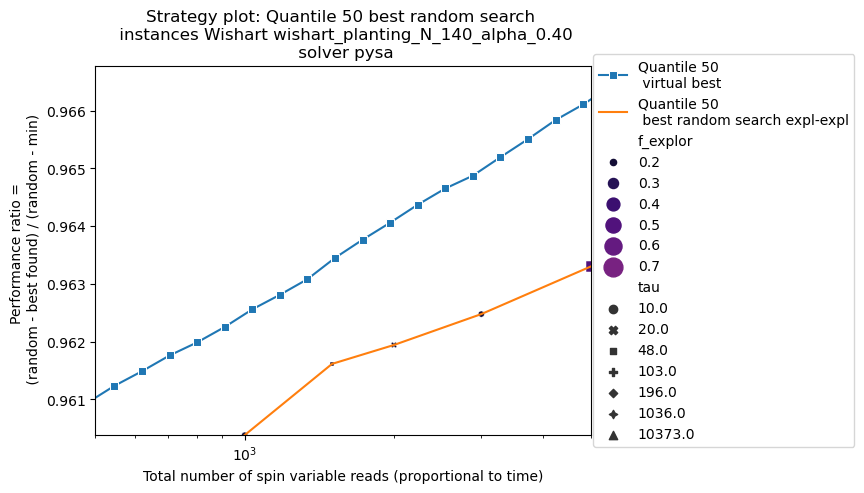 Strategy plot: Quantile 50 best random search
instances Wishart wishart_planting_N_140_alpha_0.40
solver pysa
Performance ratio =
(random - best found) / (random - min)
0.966
0.965
0.964
0.963
0.962
0.961
10^3
Total number of spin variable reads (proportional to time)
Quantile 50
virtual best
Quantile 50
best random search expl-expl
f_explor
0.2
0.3
0.4
0.5
0.6
0.7
tau
10.0
20.0
48.0
103.0
196.0
1036.0
10373.0